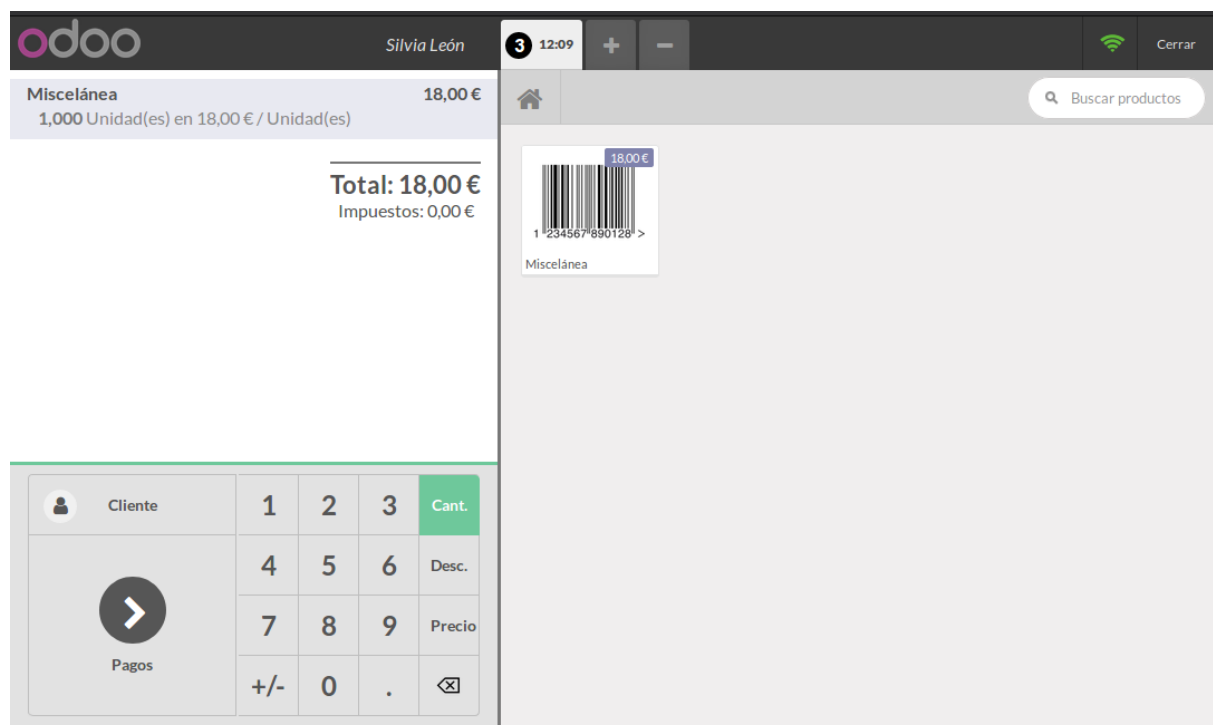 odoo
Silvia León
3 12:09
+
−
Cerrar
Miscelánea 18,00 €
1,000 Unidad(es) en 18,00 € / Unidad(es)
Total: 18,00 €
Impuestos: 0,00 €
Buscar productos
18,00 €
1 234567 890128 >
Miscelánea
Cliente
1 2 3 Cant.
4 5 6 Desc.
7 8 9 Precio
+/- 0 .
Pagos